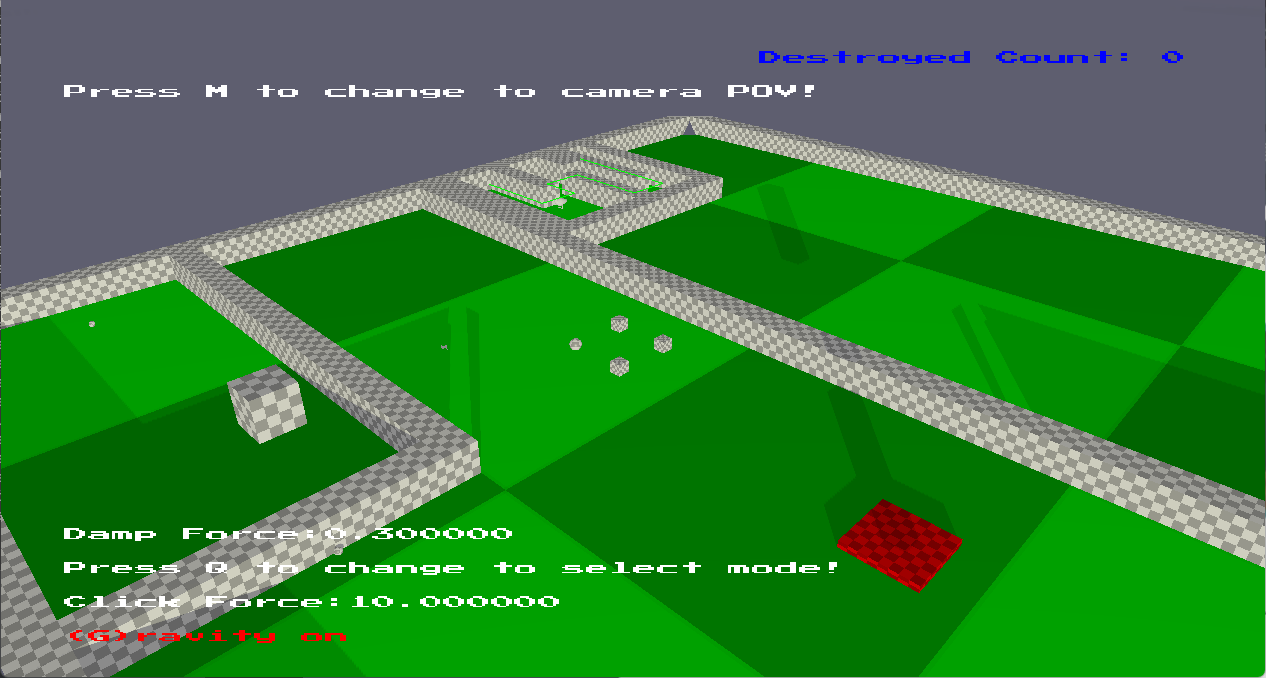 Destroyed Count: 0
Press M to change to camera POV!
Damp Force:0.300000
Press Q to change to select mode!
Click Force:10.000000
(G)ravity on